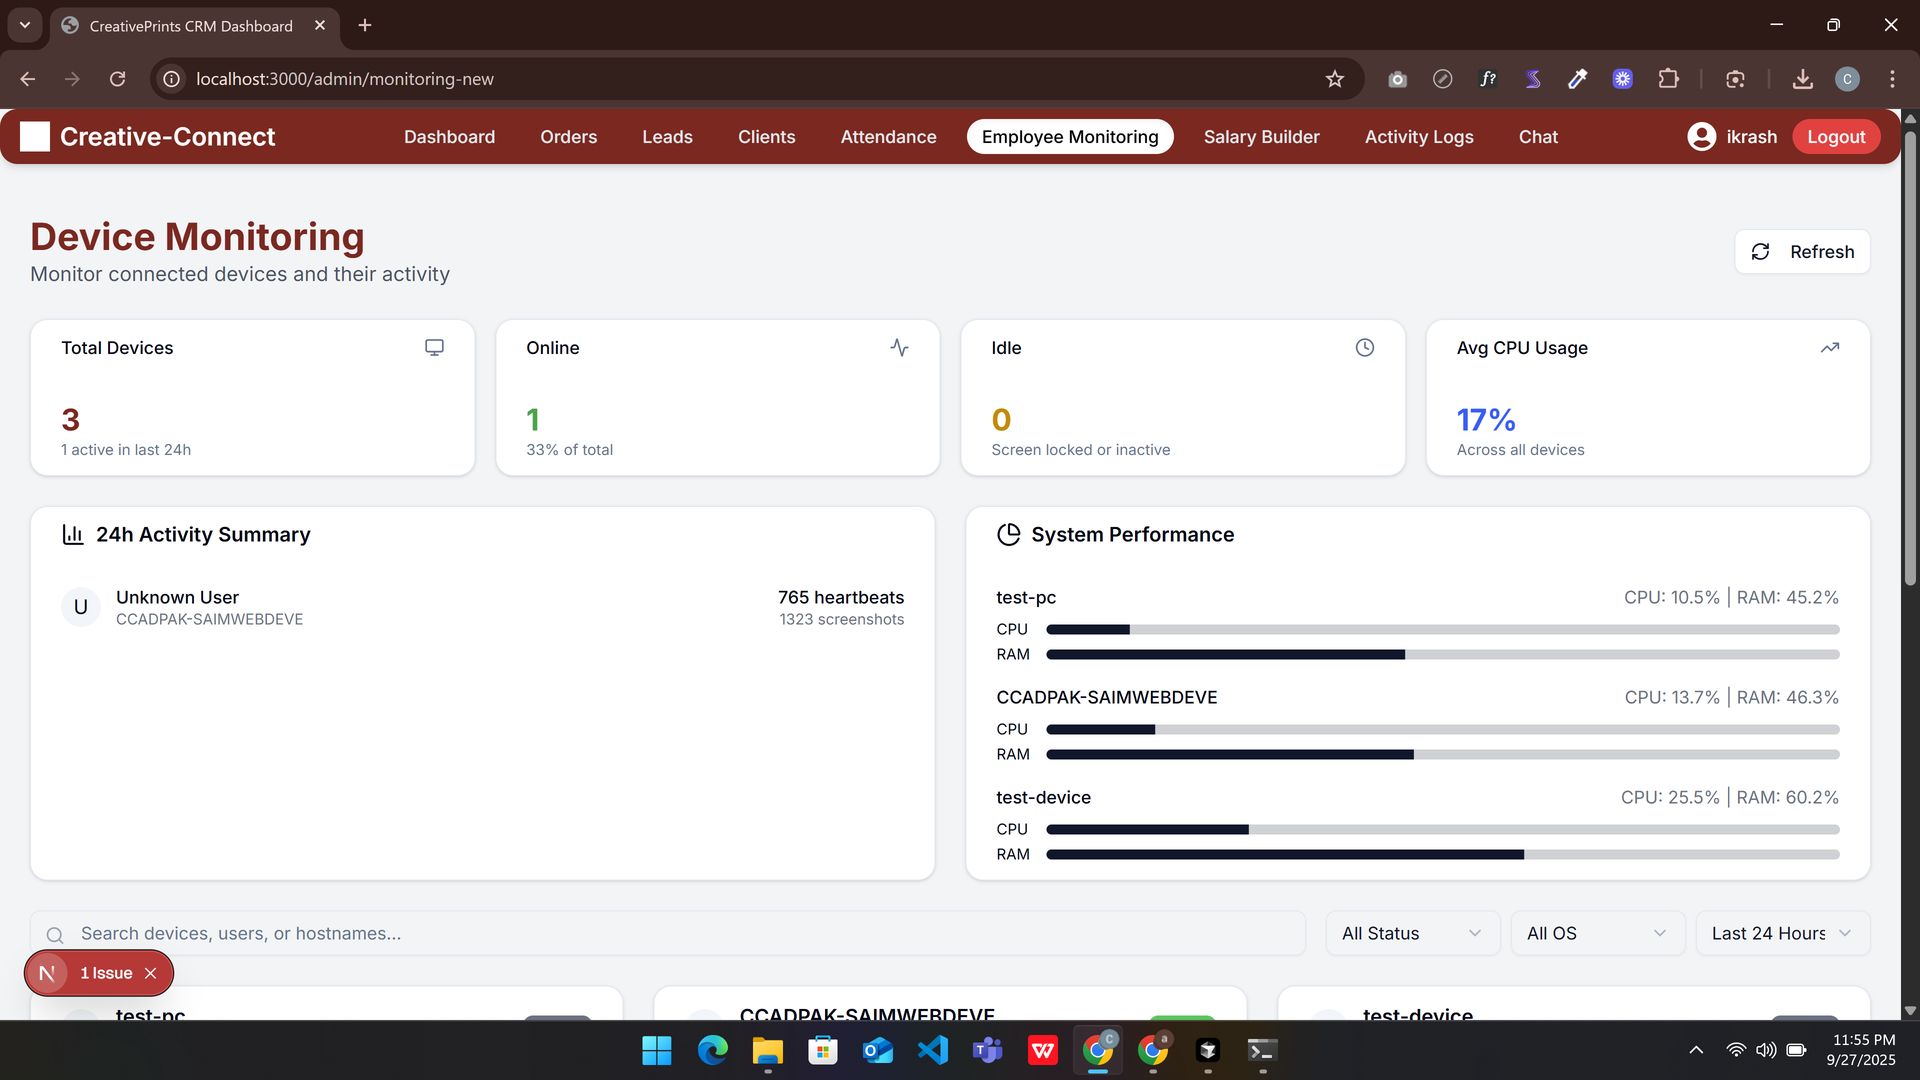 CreativePrints CRM Dashboard
localhost:3000/admin/monitoring-new
f?
C
Creative-Connect
Dashboard
Orders
Leads
Clients
Attendance
Employee Monitoring
Salary Builder
Activity Logs
Chat
ikrash
Logout
Device Monitoring
Monitor connected devices and their activity
Refresh
Total Devices
3
1 active in last 24h
Online
1
33% of total
Idle
0
Screen locked or inactive
Avg CPU Usage
17%
Across all devices
24h Activity Summary
U
Unknown User
CCADPAK-SAIMWEBDEVE
765 heartbeats
1323 screenshots
System Performance
test-pc
CPU: 10.5% | RAM: 45.2%
CPU
RAM
CCADPAK-SAIMWEBDEVE
CPU: 13.7% | RAM: 46.3%
CPU
RAM
test-device
CPU: 25.5% | RAM: 60.2%
CPU
RAM
Search devices, users, or hostnames...
All Status
All OS
Last 24 Hours
N
1 Issue
test-pc
CCADPAK-SAIMWEBDEVE
test-device
C
a
11:55 PM
9/27/2025